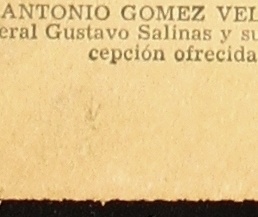 ANTONIO GOMEZ VEL
eral Gustavo Salinas y su
cepción ofrecida